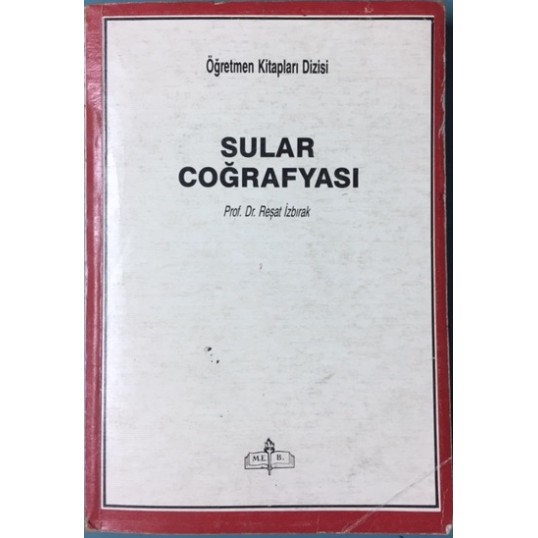 Öğretmen Kitapları Dizisi
SULAR
COĞRAFYASI
Prof. Dr. Reşat İzbırak
M.E. B.